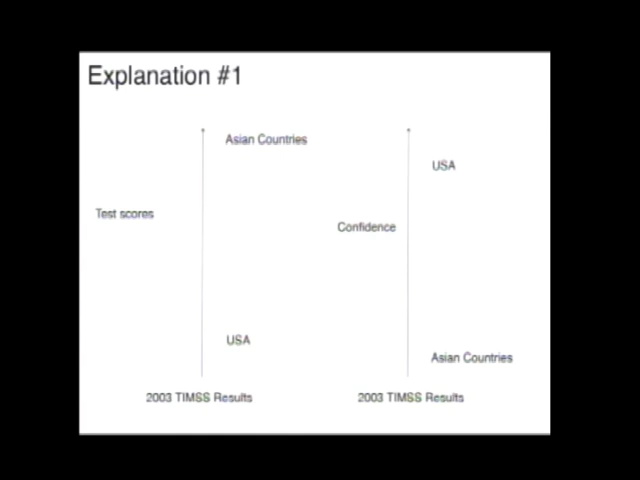 Explanation #1
Asian Countries
USA
Test scores
Confidence
USA
Asian Countries
2003 TIMSS Results
2003 TIMSS Results